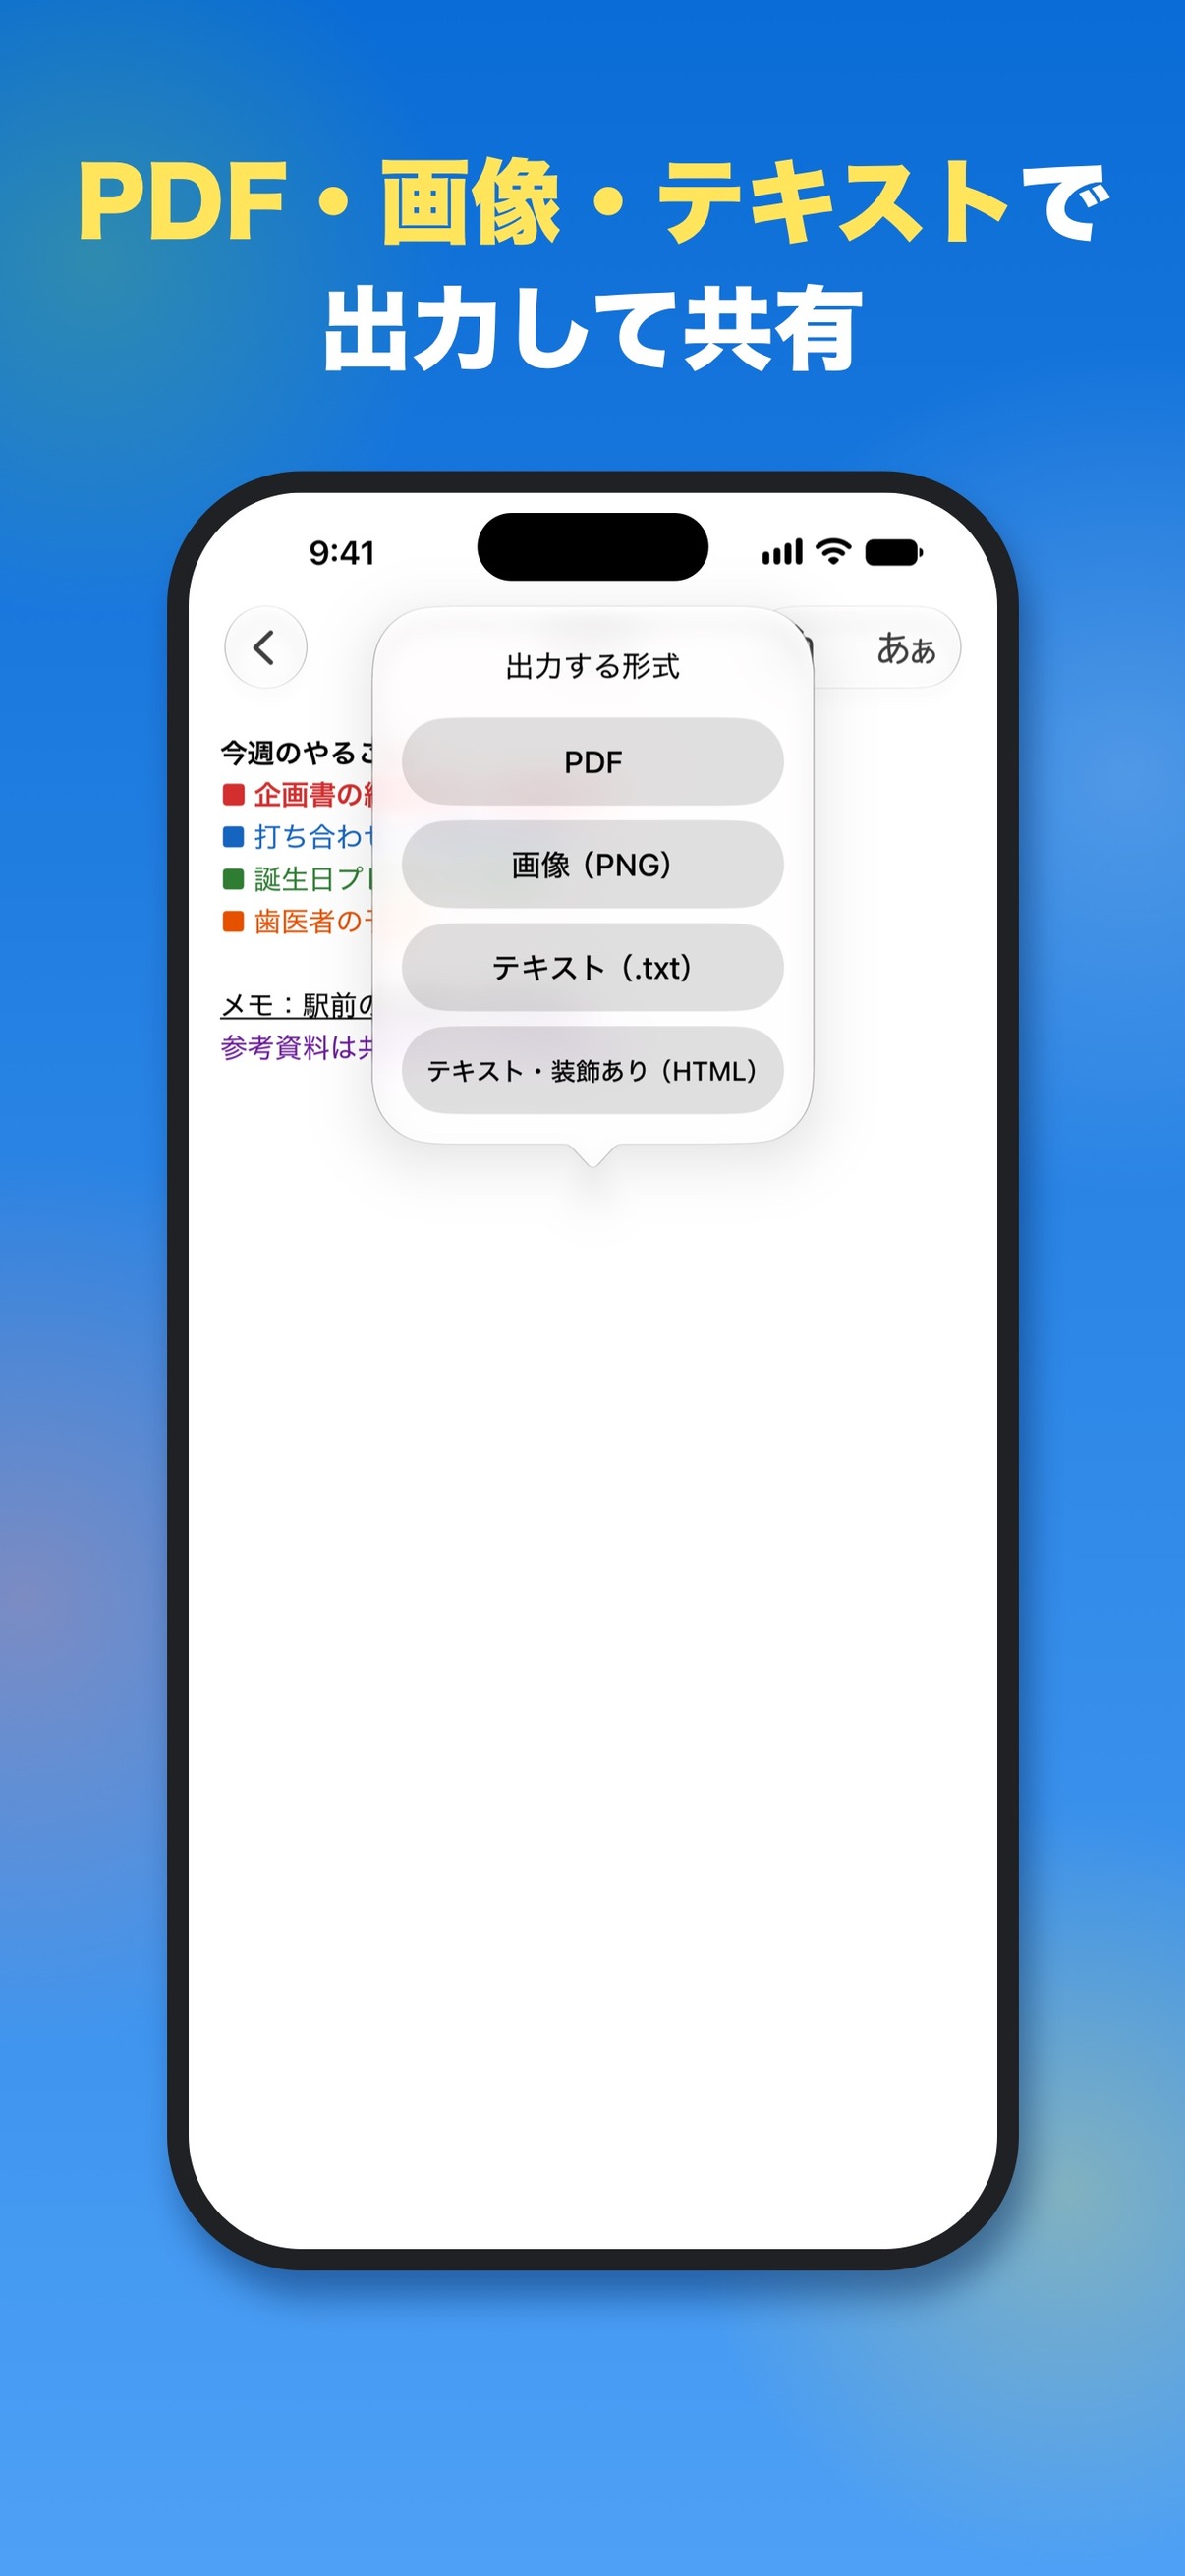 PDF・画像・テキストで
出力して共有
9:41
あぁ
出力する形式
PDF
画像（PNG）
テキスト（.txt）
テキスト・装飾あり（HTML）
今週のやるこ
企画書の
打ち合わせ
誕生日プ
歯医者の
メモ：駅前の
参考資料は共